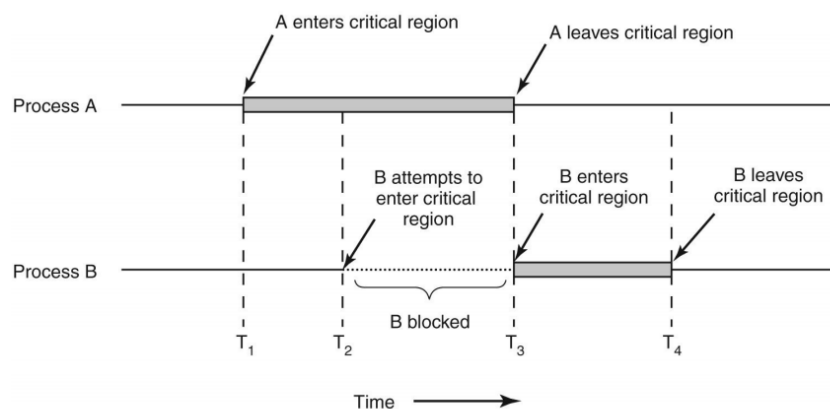 A enters critical region
A leaves critical region
Process A
B attempts to
enter critical
region
B enters
critical region
B leaves
critical region
Process B
B blocked
T₁
T₂
T₃
T₄
Time